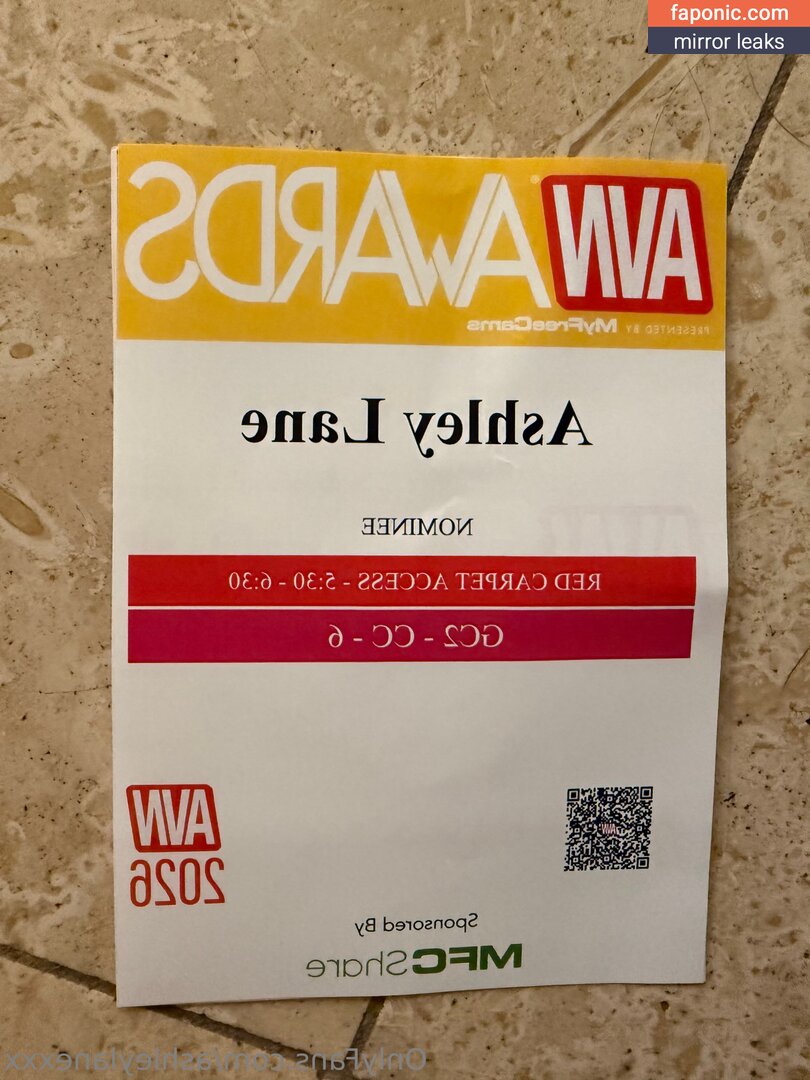 faponic.com
mirror leaks
AVN AWARDS®
PRESENTED BY MyFreeCams
Ashley Lane
NOMINEE
RED CARPET ACCESS - 5:30 - 6:30
GC2 - CC - 6
AVN
AVN
2026
Sponsored By
MFCShare
OnlyFans.com/ashleylanexxx